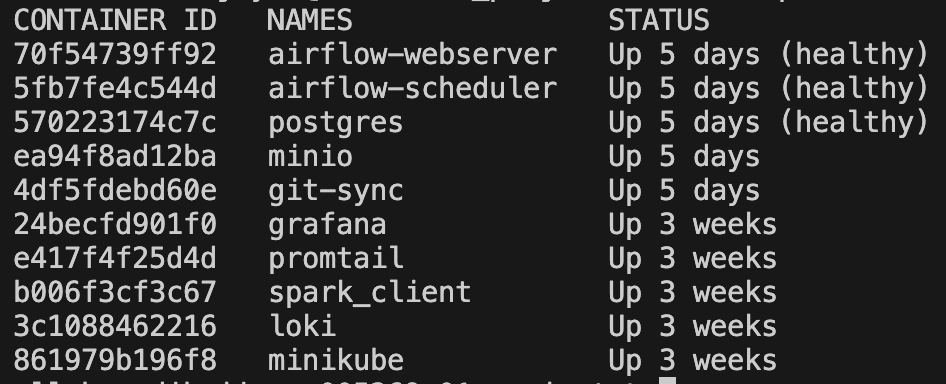 CONTAINER ID   NAMES               STATUS
70f54739ff92   airflow-webserver   Up 5 days (healthy)
5fb7fe4c544d   airflow-scheduler   Up 5 days (healthy)
570223174c7c   postgres            Up 5 days (healthy)
ea94f8ad12ba   minio               Up 5 days
4df5fdebd60e   git-sync            Up 5 days
24becfd901f0   grafana             Up 3 weeks
e417f4f25d4d   promtail            Up 3 weeks
b006f3cf3c67   spark_client        Up 3 weeks
3c1088462216   loki                Up 3 weeks
861979b196f8   minikube            Up 3 weeks